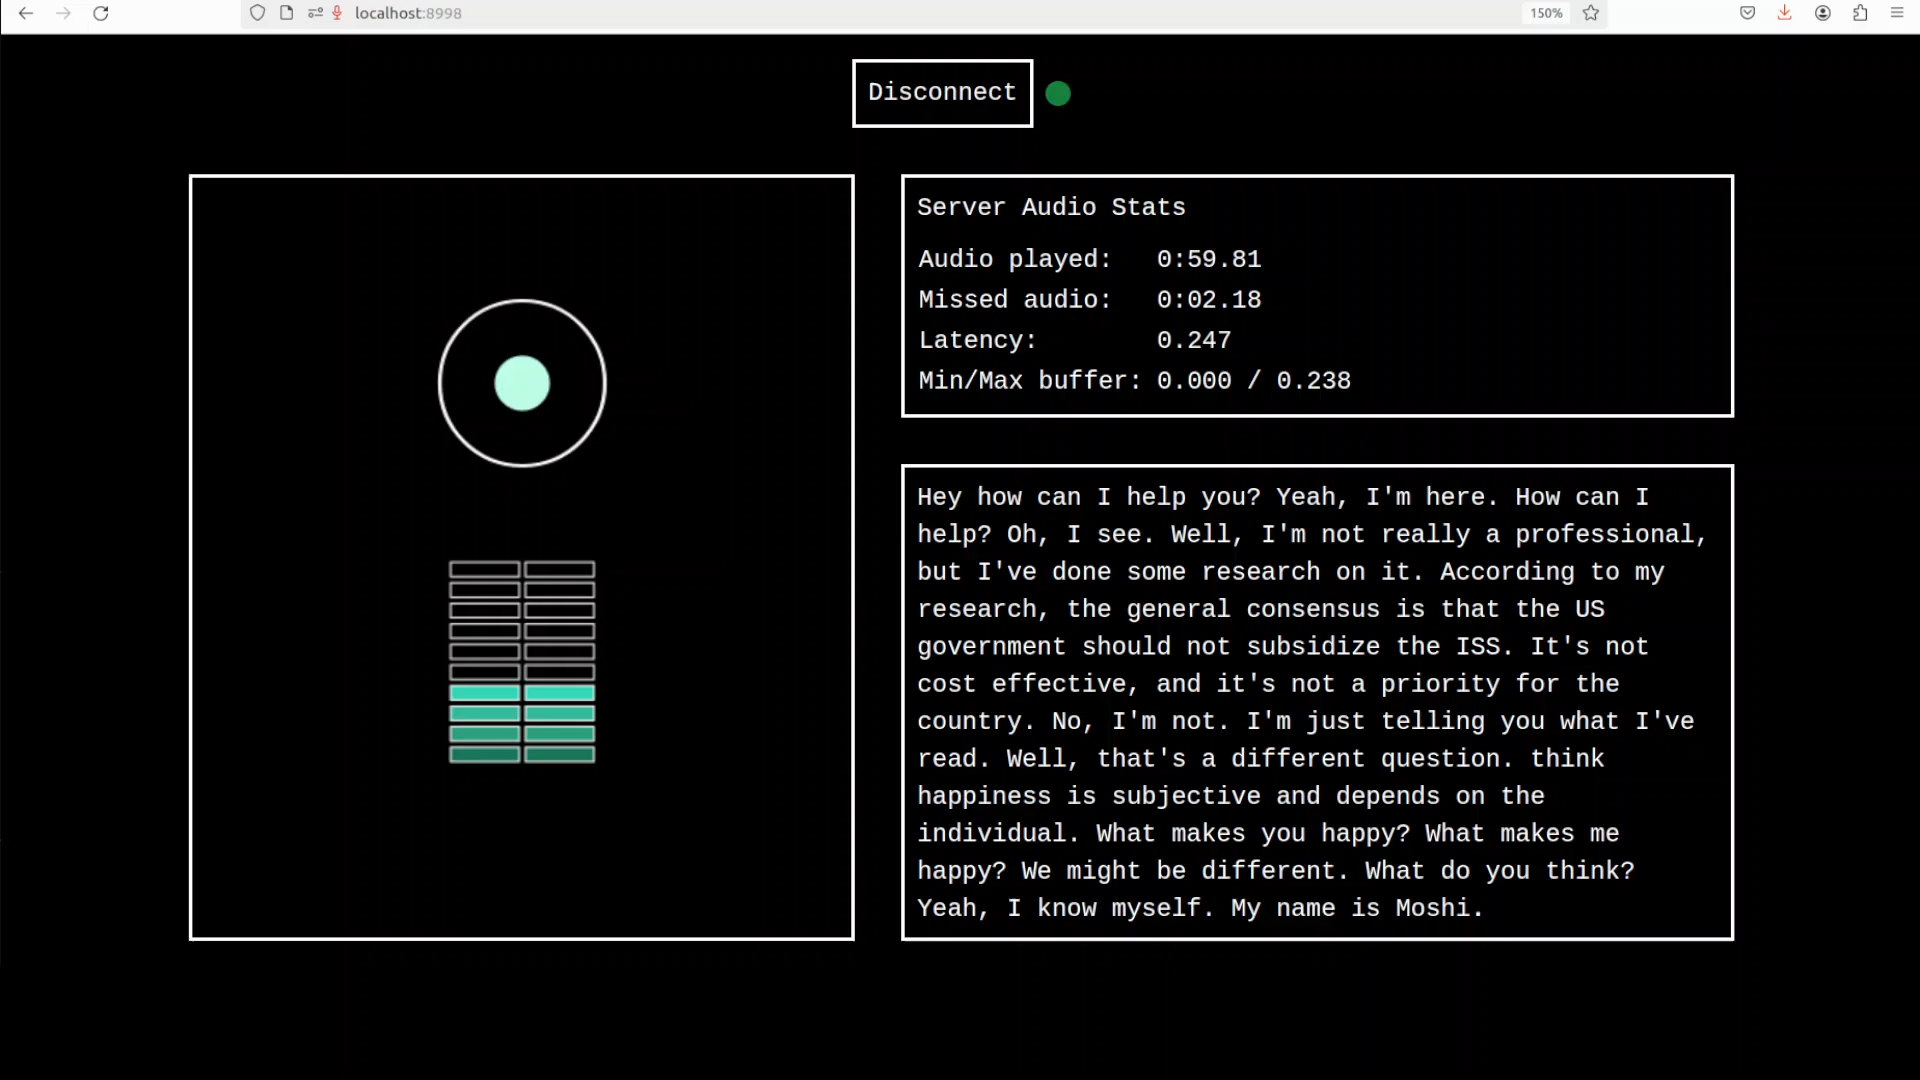 localhost:8998
150%
Disconnect
Server Audio Stats
Audio played: 0:59.81
Missed audio: 0:02.18
Latency: 0.247
Min/Max buffer: 0.000 / 0.238
Hey how can I help you? Yeah, I'm here. How can I
help? Oh, I see. Well, I'm not really a professional,
but I've done some research on it. According to my
research, the general consensus is that the US
government should not subsidize the ISS. It's not
cost effective, and it's not a priority for the
country. No, I'm not. I'm just telling you what I've
read. Well, that's a different question. think
happiness is subjective and depends on the
individual. What makes you happy? What makes me
happy? We might be different. What do you think?
Yeah, I know myself. My name is Moshi.